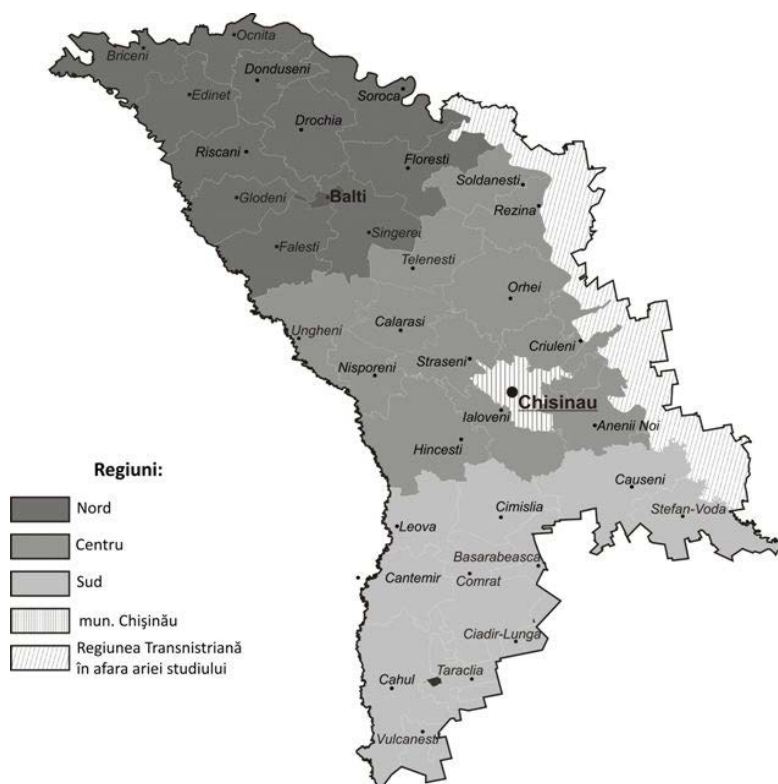 Ocnita
Briceni
Donduseni
Edinet
Soroca
Drochia
Riscani
Floresti
Soldanesti
Glodeni
Balti
Rezina
Singerei
Falesti
Telenesti
Orhei
Calarasi
Ungheni
Criuleni
Straseni
Nisporeni
Chisinau
Ialoveni
Anenii Noi
Hincesti
Regiuni:
Causeni
Nord
Cimislia
Stefan-Voda
Leova
Centru
Basarabeasca
Cantemir
Comrat
Sud
mun. Chişinău
Ciadir-Lunga
Regiunea Transnistriană
în afara ariei studiului
Taraclia
Cahul
Vulcanesti